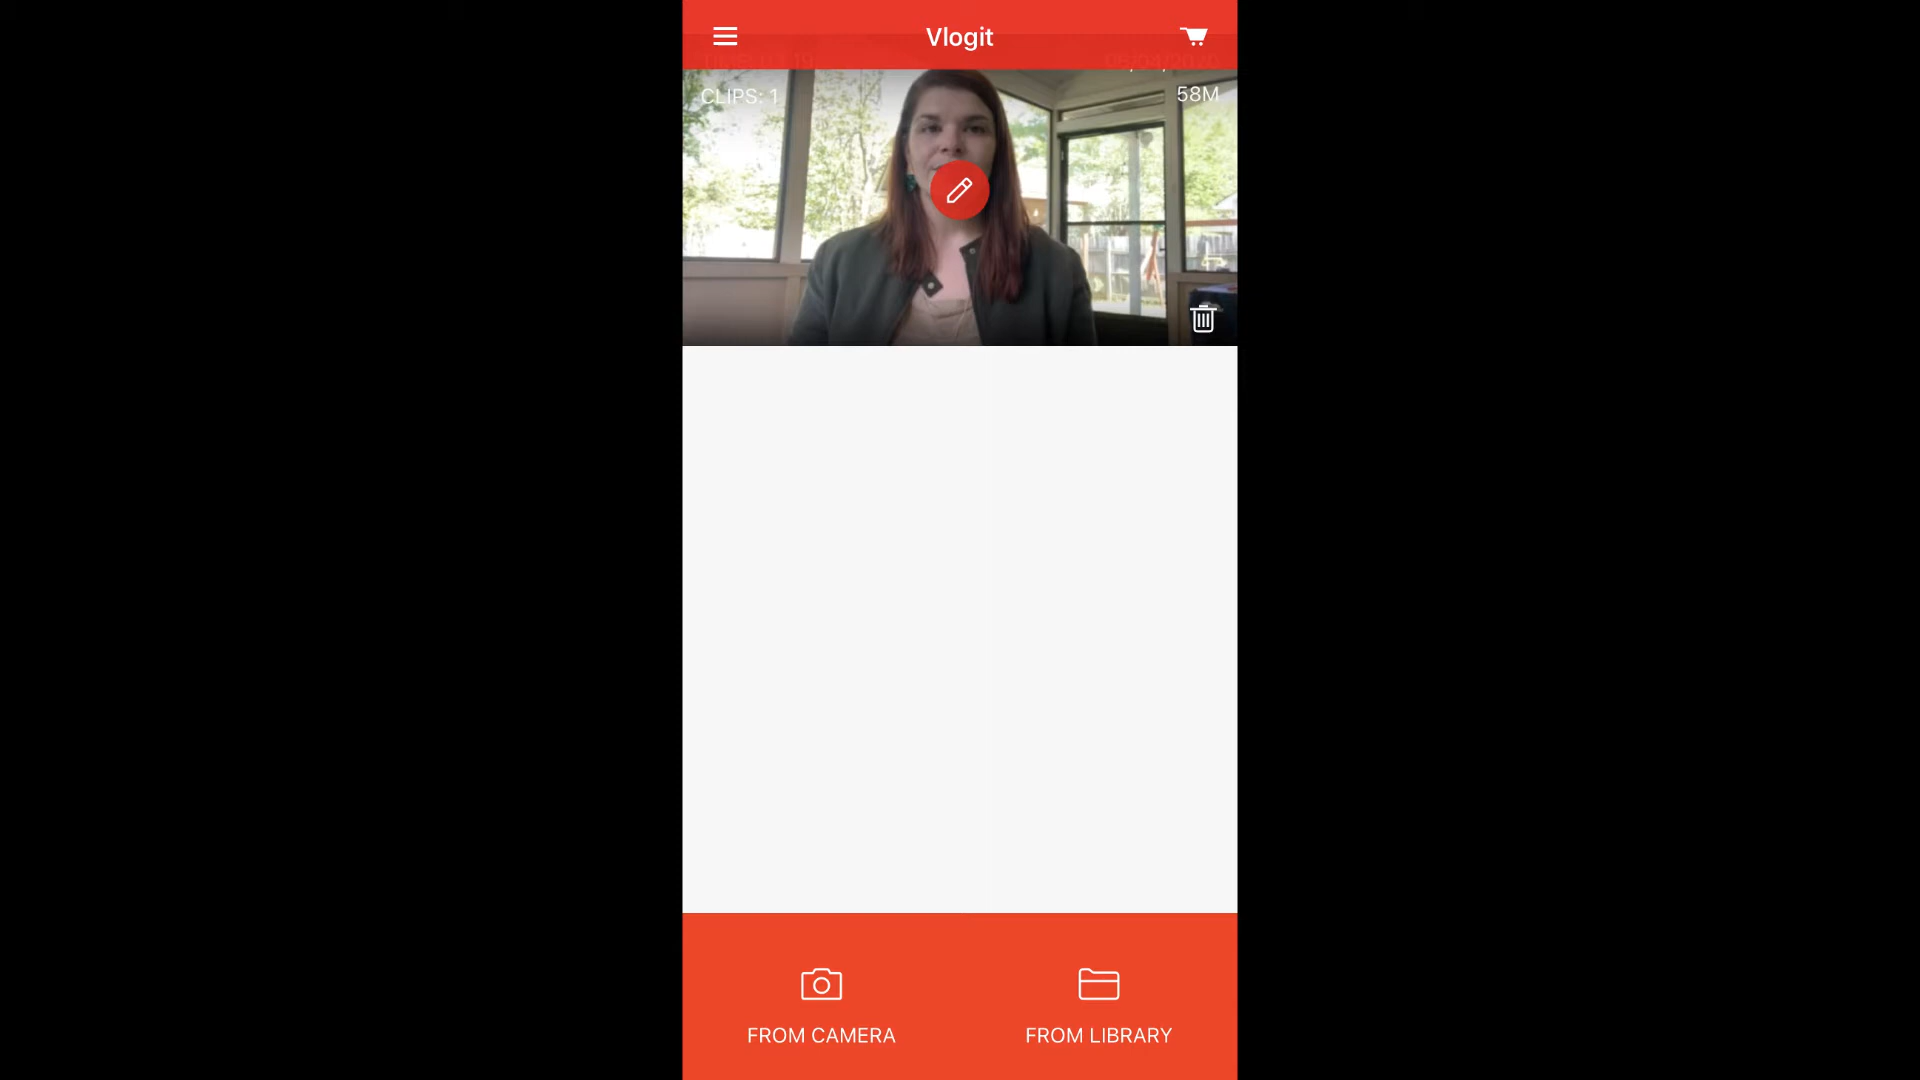 Vlogit
CLIPS: 1
58M
FROM CAMERA
FROM LIBRARY